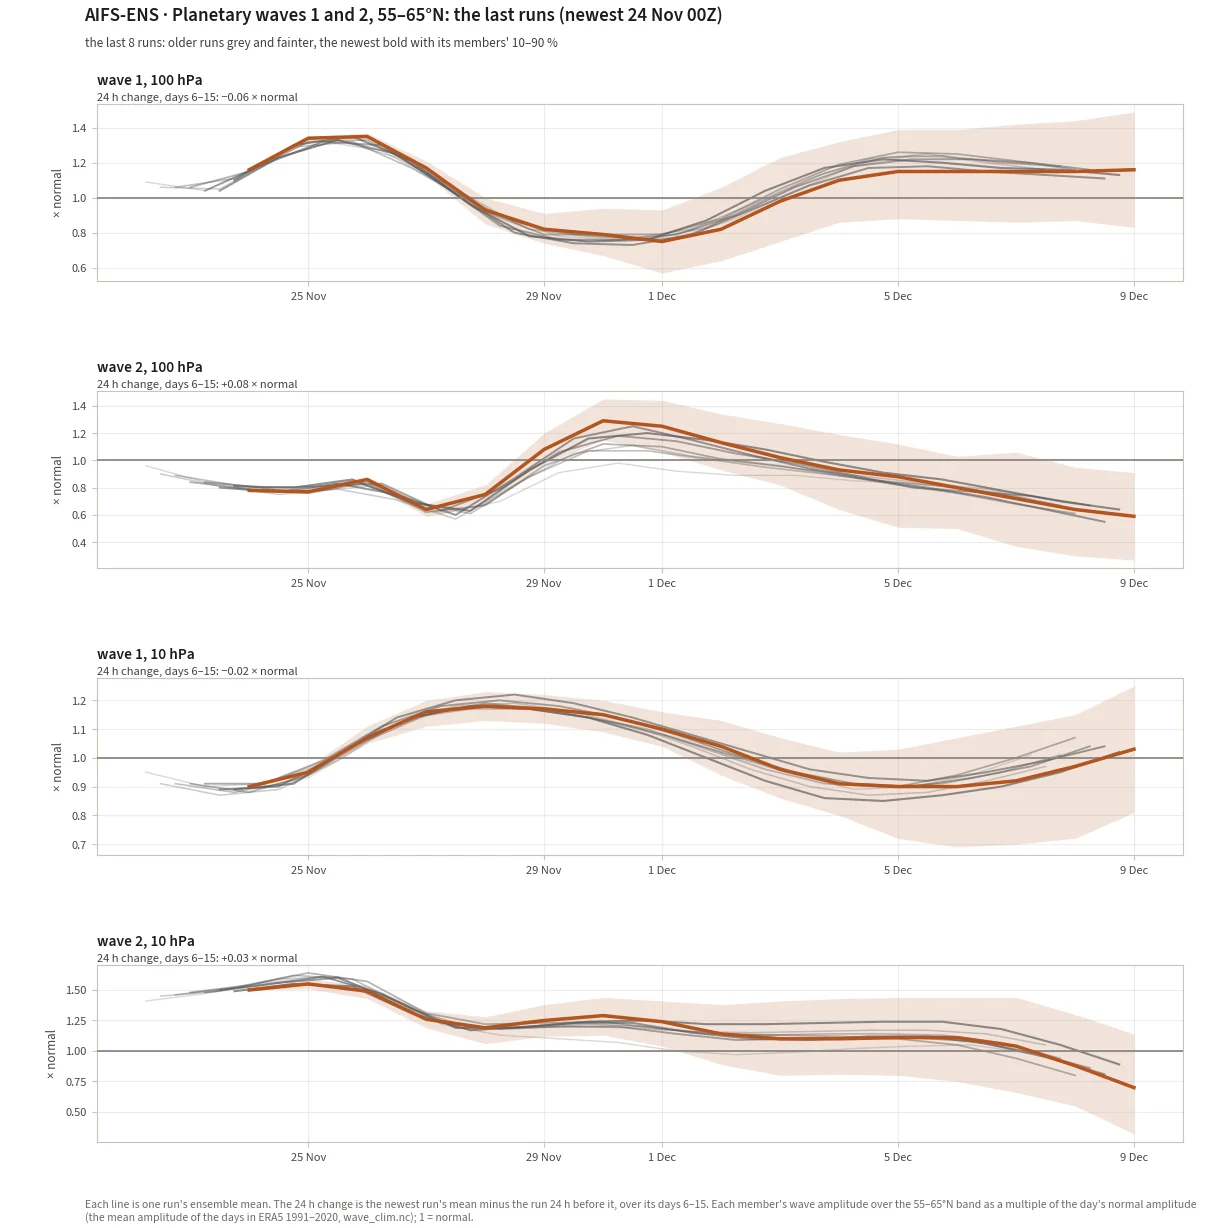 AIFS-ENS · Planetary waves 1 and 2, 55–65°N: the last runs (newest 24 Nov 00Z)
the last 8 runs: older runs grey and fainter, the newest bold with its members' 10–90 %
wave 1, 100 hPa
24 h change, days 6–15: −0.06 × normal
1.4
1.2
1.0
0.8
0.6
× normal
25 Nov
29 Nov
1 Dec
5 Dec
9 Dec
wave 2, 100 hPa
24 h change, days 6–15: +0.08 × normal
1.4
1.2
1.0
0.8
0.6
0.4
× normal
25 Nov
29 Nov
1 Dec
5 Dec
9 Dec
wave 1, 10 hPa
24 h change, days 6–15: −0.02 × normal
1.2
1.1
1.0
0.9
0.8
0.7
× normal
25 Nov
29 Nov
1 Dec
5 Dec
9 Dec
wave 2, 10 hPa
24 h change, days 6–15: +0.03 × normal
1.50
1.25
1.00
0.75
0.50
× normal
25 Nov
29 Nov
1 Dec
5 Dec
9 Dec
Each line is one run's ensemble mean. The 24 h change is the newest run's mean minus the run 24 h before it, over its days 6–15. Each member's wave amplitude over the 55–65°N band as a multiple of the day's normal amplitude
(the mean amplitude of the days in ERA5 1991–2020, wave_clim.nc); 1 = normal.